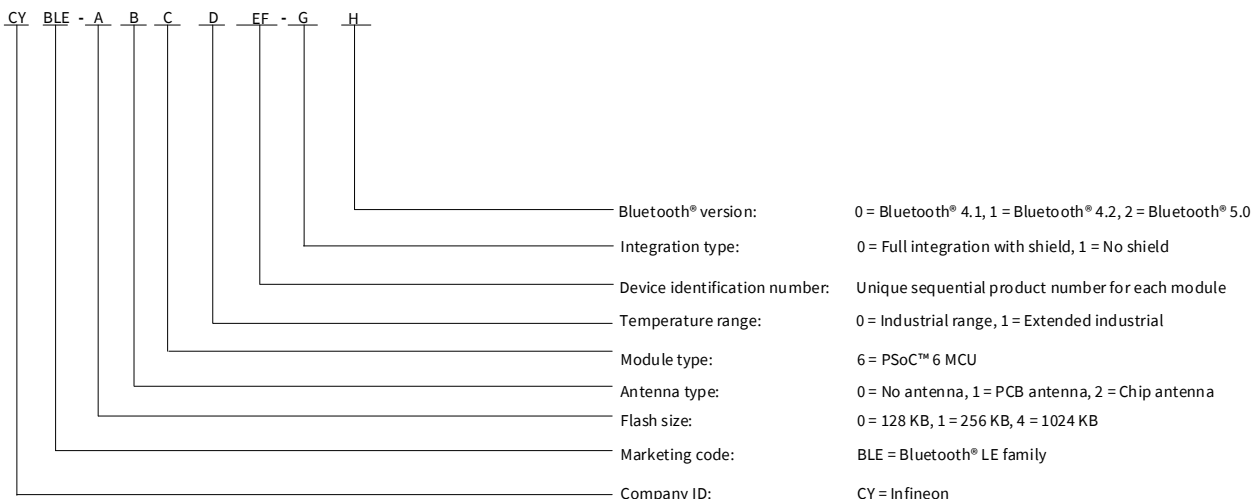 CY BLE - A B C D EF - G H
Bluetooth® version: 0 = Bluetooth® 4.1, 1 = Bluetooth® 4.2, 2 = Bluetooth® 5.0
Integration type: 0 = Full integration with shield, 1 = No shield
Device identification number: Unique sequential product number for each module
Temperature range: 0 = Industrial range, 1 = Extended industrial
Module type: 6 = PSoC™ 6 MCU
Antenna type: 0 = No antenna, 1 = PCB antenna, 2 = Chip antenna
Flash size: 0 = 128 KB, 1 = 256 KB, 4 = 1024 KB
Marketing code: BLE = Bluetooth® LE family
Company ID: CY = Infineon